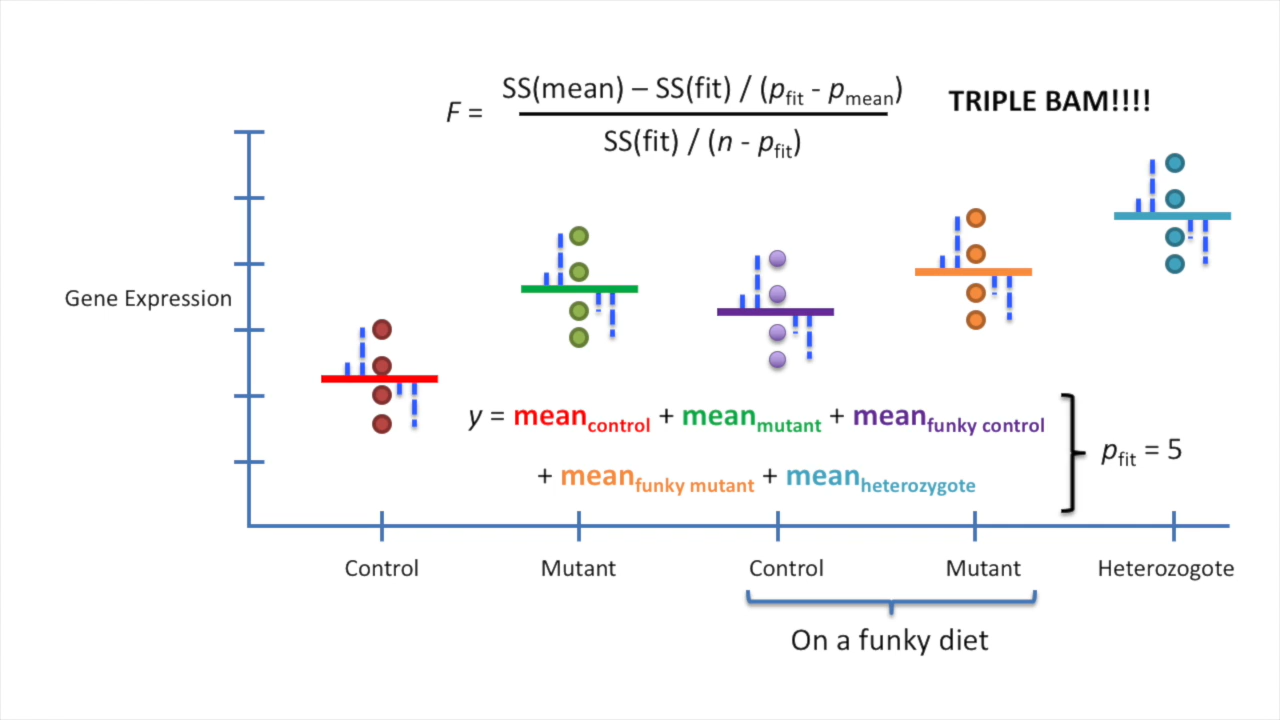 F = SS(mean) – SS(fit) / (pfit - pmean)
SS(fit) / (n - pfit)
TRIPLE BAM!!!!
Gene Expression
y = meancontrol + meanmutant + meanfunky control
+ meanfunky mutant + meanheterozygote
pfit = 5
Control Mutant Control Mutant Heterozogote
On a funky diet